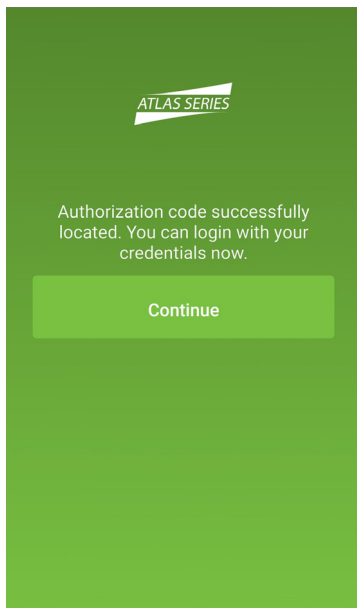 ATLAS SERIES
Authorization code successfully
located. You can login with your
credentials now.
Continue